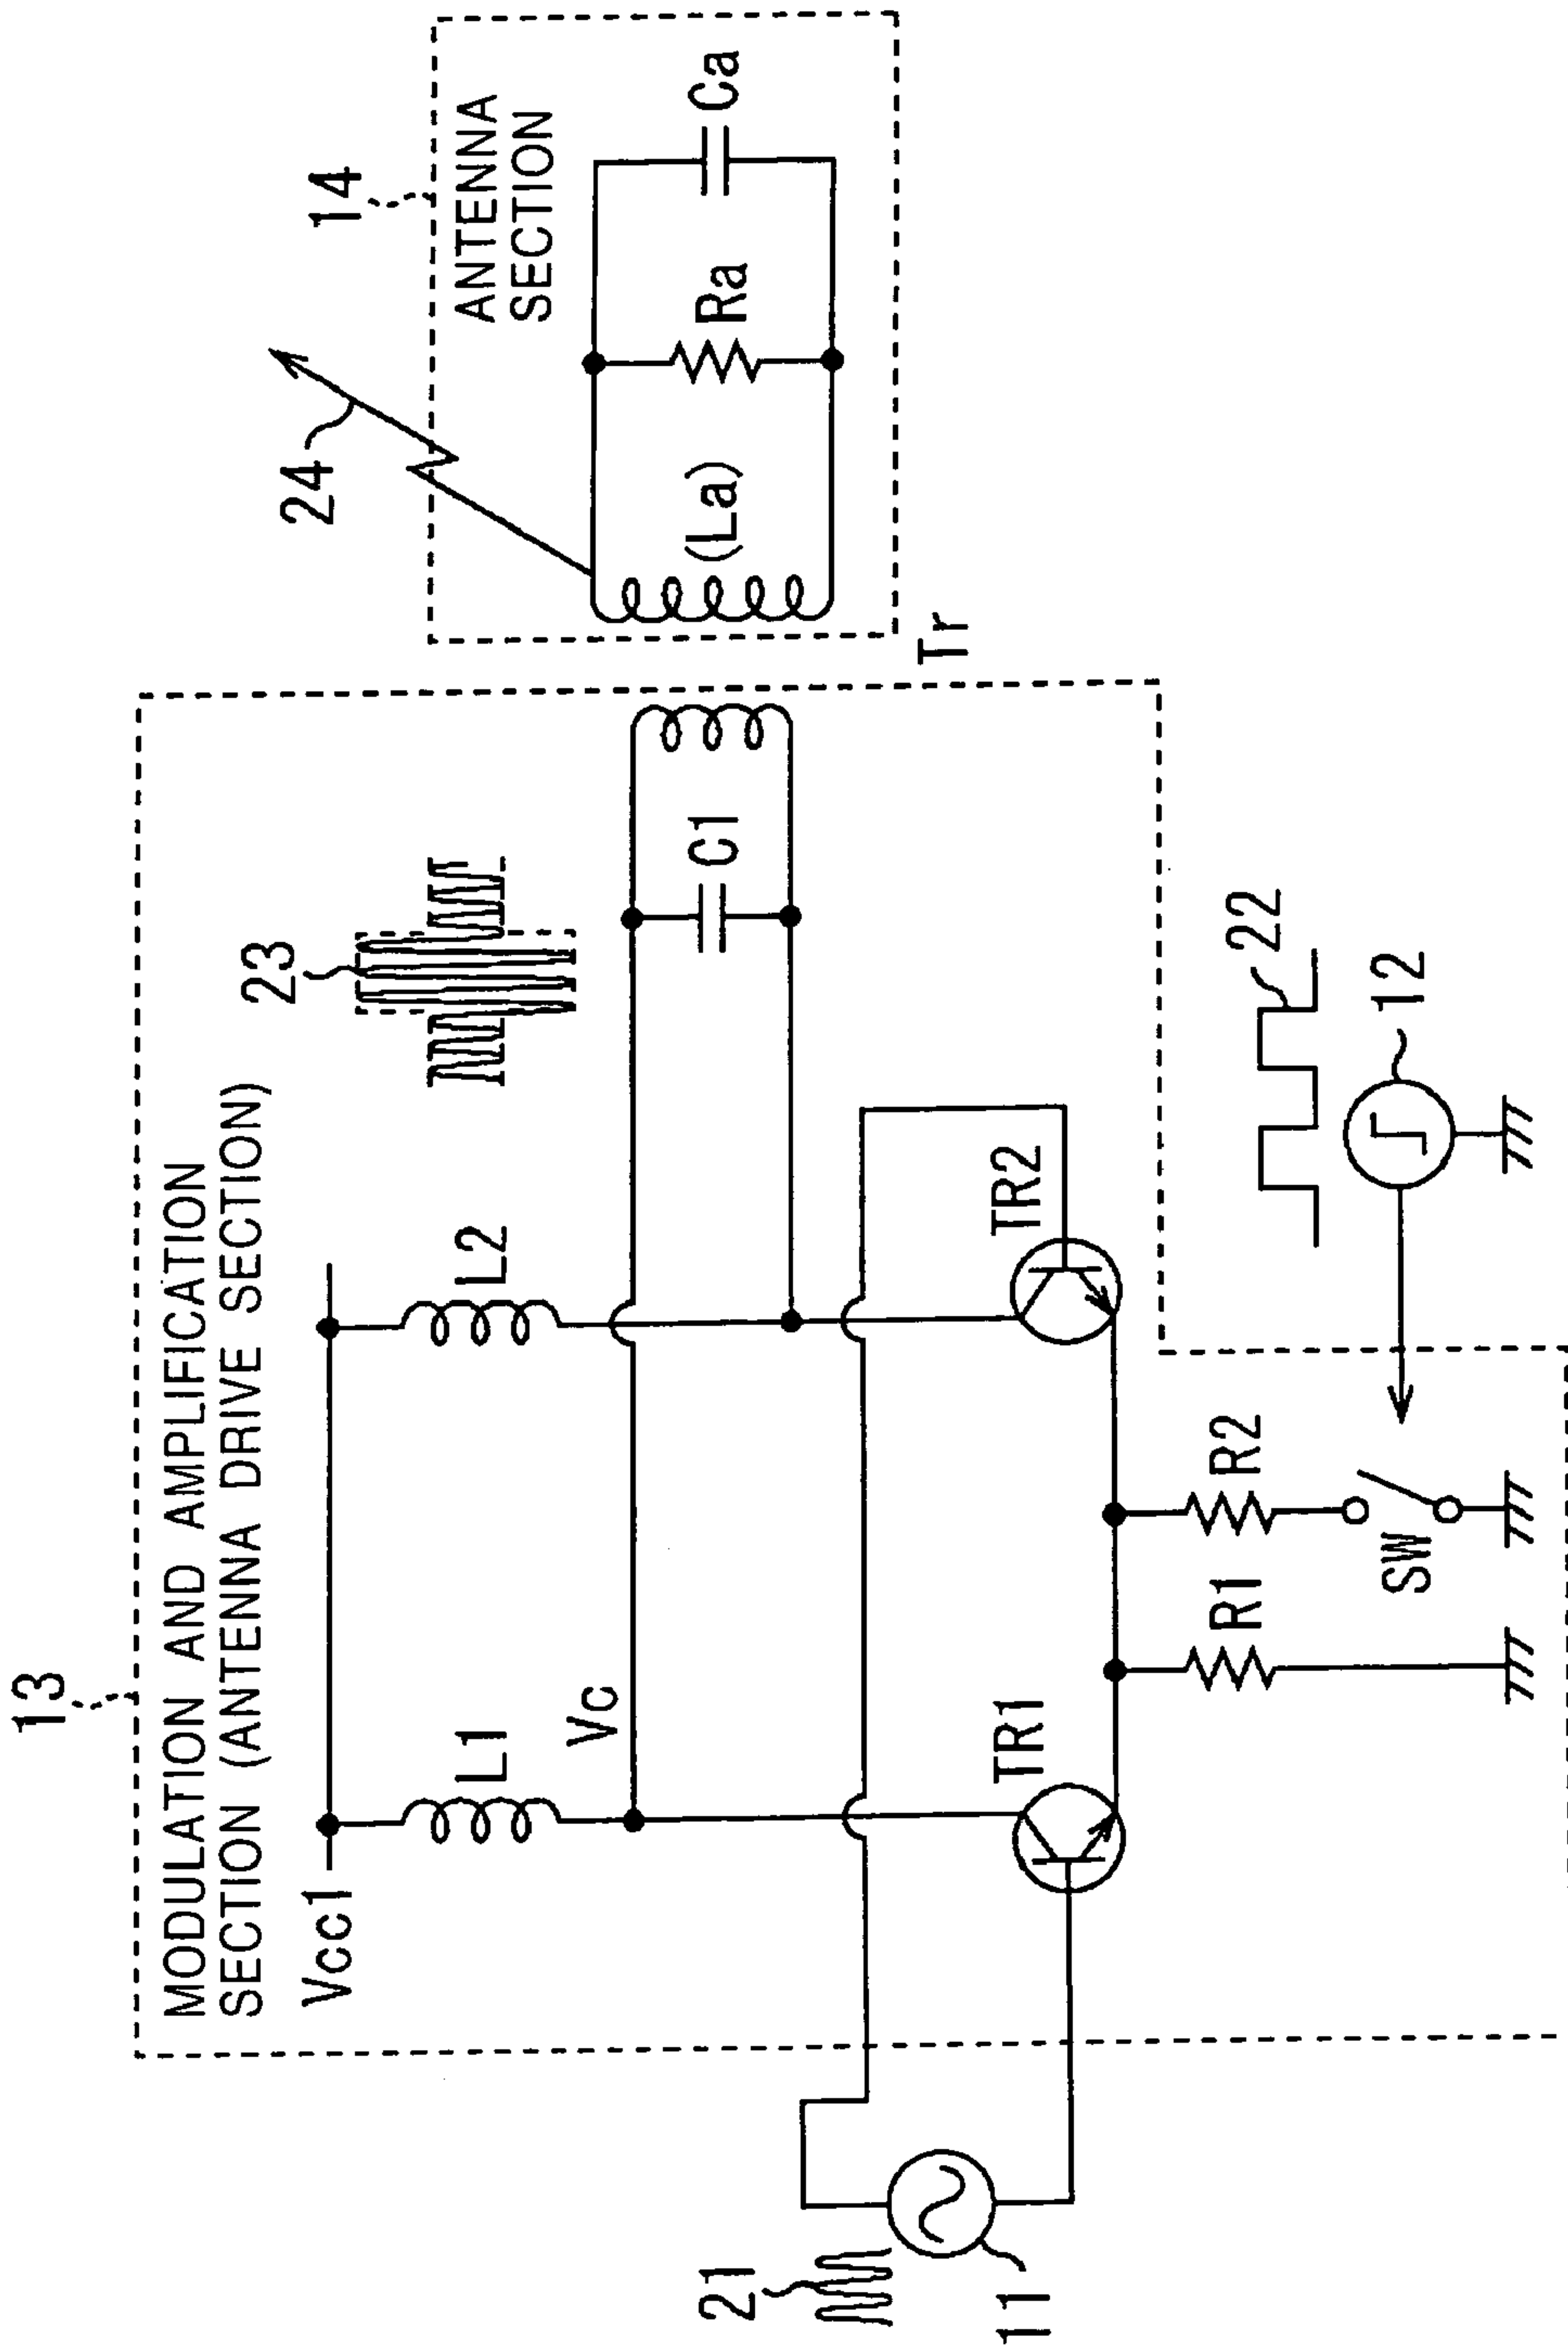 13
MODULATION AND AMPLIFICATION
SECTION (ANTENNA DRIVE SECTION)
Vcc1
L1
L2
23
Vc
C1
24
14
ANTENNA
SECTION
(La)
Ra
Ca
Tr
21
11
TR1
TR2
R1
R2
SW
22
12